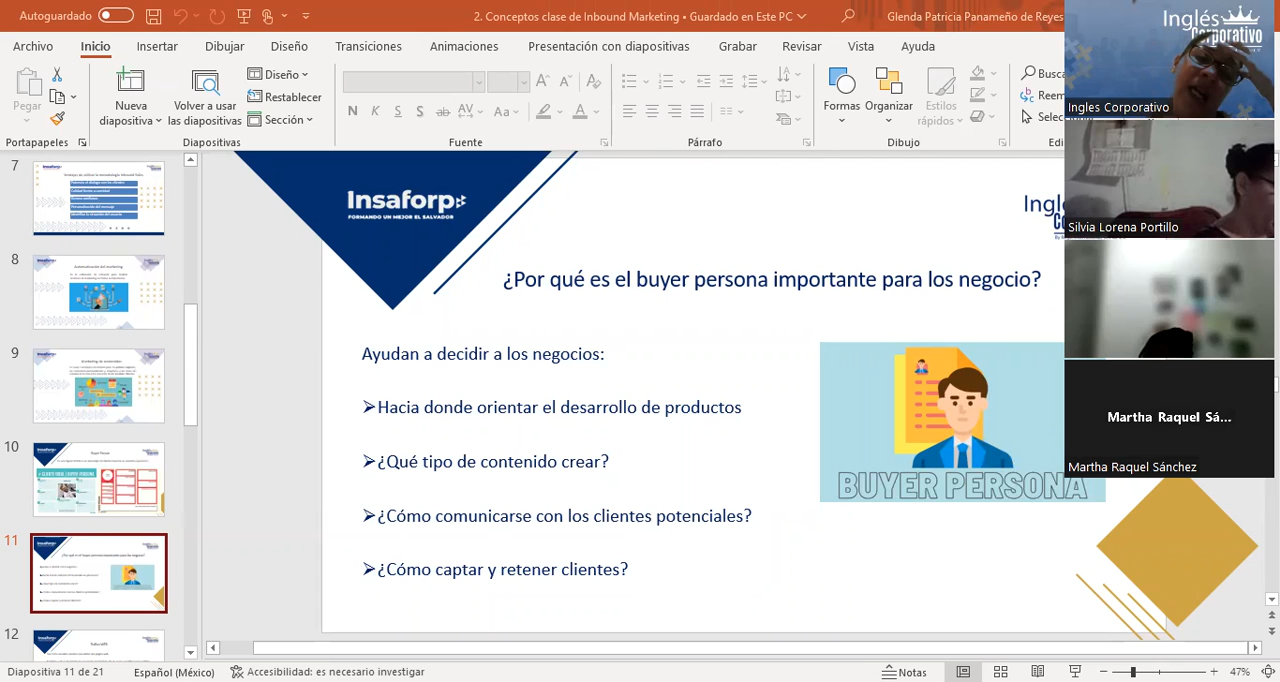 Autoguardado
2. Conceptos clase de Inbound Marketing • Guardado en Este PC
Glenda Patricia Panameño de Reyes
Archivo
Inicio
Insertar
Dibujar
Diseño
Transiciones
Animaciones
Presentación con diapositivas
Grabar
Revisar
Vista
Ayuda
Pegar
Nueva
diapositiva
Volver a usar
las diapositivas
Diseño
Restablecer
Sección
Formas
Organizar
Estilos
rápidos
Portapapeles
Diapositivas
Fuente
Párrafo
Dibujo
Inglés
Corporativo
Ingles Corporativo
Silvia Lorena Portillo
Martha Raquel Sá...
Martha Raquel Sánchez
7
8
9
10
11
12
Insaforp
FORMANDO UN MEJOR EL SALVADOR
¿Por qué es el buyer persona importante para los negocio?
Ayudan a decidir a los negocios:
➢Hacia donde orientar el desarrollo de productos
➢¿Qué tipo de contenido crear?
➢¿Cómo comunicarse con los clientes potenciales?
➢¿Cómo captar y retener clientes?
BUYER PERSONA
Diapositiva 11 de 21
Español (México)
Accesibilidad: es necesario investigar
Notas
47%